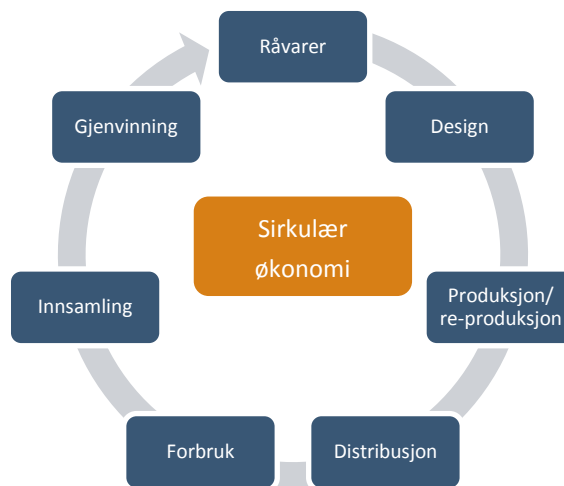 Råvarer
Design
Produksjon/
re-produksjon
Distribusjon
Forbruk
Innsamling
Gjenvinning
Sirkulær
økonomi